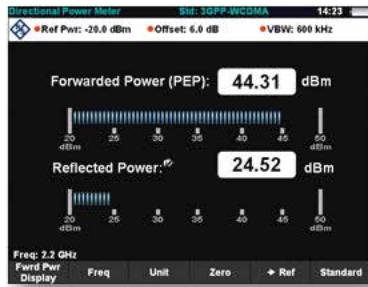 Directional Power Meter Std: 3GPP-WCDMA 14:23
Ref Pwr: -20.0 dBm Offset: 6.0 dB VBW: 600 kHz
Forwarded Power (PEP): 44.31 dBm
20 25 30 35 40 45 50
dBm dBm
Reflected Power: 24.52 dBm
20 25 30 35 40 45 50
dBm dBm
Freq: 2.2 GHz
Fwrd Pwr Display Freq Unit Zero → Ref Standard